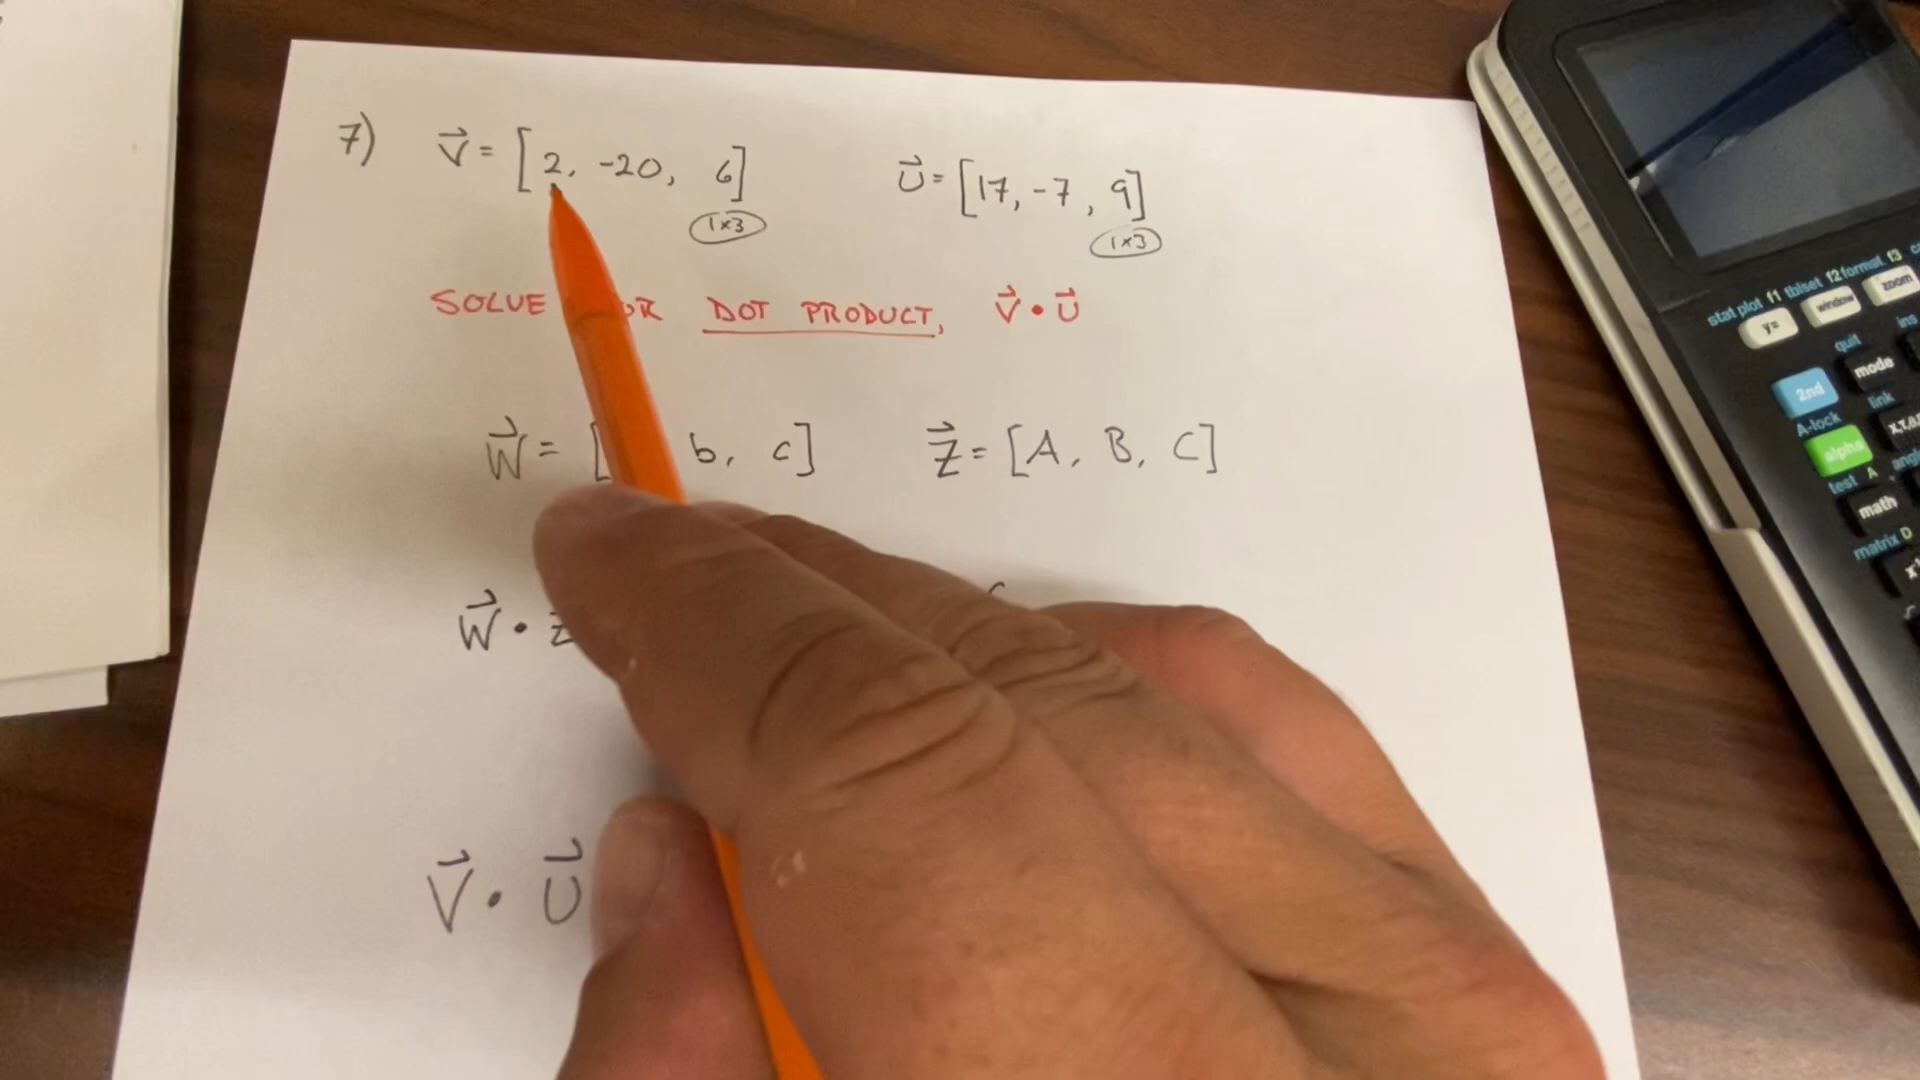 7) V⃗ = [2, -20, 6] U⃗ = [17, -7, 9]
1x3 1x3
SOLVE DOT PRODUCT, V⃗ • U⃗
W⃗ = [ b, c] Z⃗ = [A, B, C]
W⃗ • Z⃗
V⃗ • U⃗
stat plot f1 tblset f2 format f3
y= window zoom
quit ins
2nd mode
A-lock link
alpha X,T,θ,n
test A angle
math
matrix D